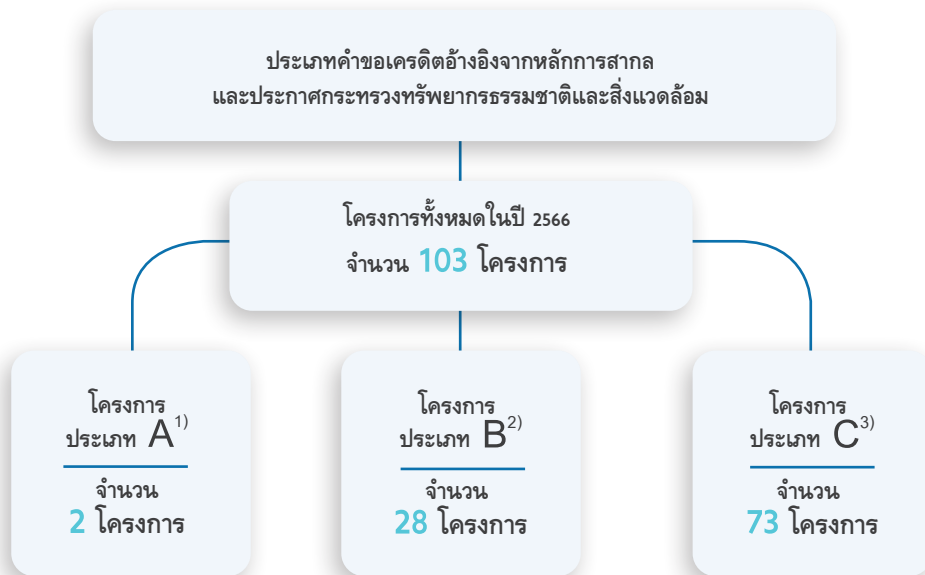 ประเภทคำขอเครดิตอ้างอิงจากหลักการสากล
และประกาศกระทรวงทรัพยากรธรรมชาติและสิ่งแวดล้อม
โครงการทั้งหมดในปี 2566
จำนวน 103 โครงการ
โครงการ
ประเภท A1)
จำนวน
2 โครงการ
โครงการ
ประเภท B2)
จำนวน
28 โครงการ
โครงการ
ประเภท C3)
จำนวน
73 โครงการ